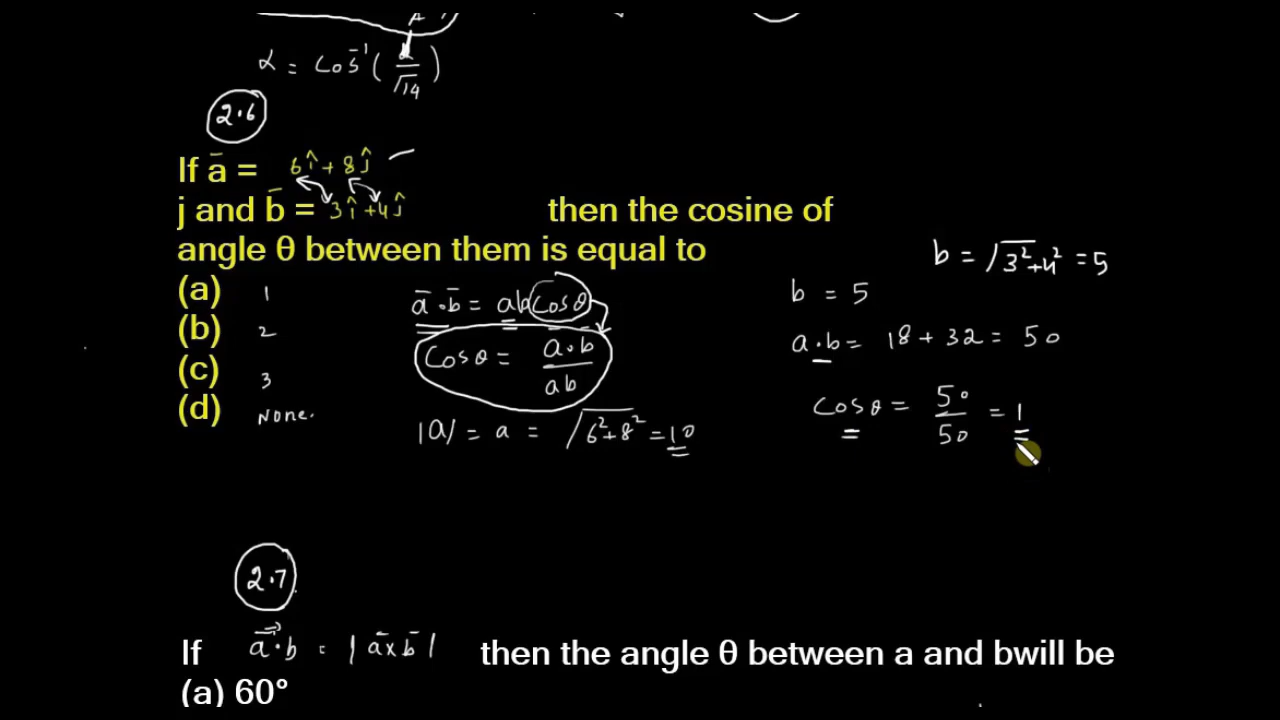 α = cos⁻¹ ( 2/√14 )
2.6
If a̅ = 6î + 8ĵ
j and b̅ = 3î + 4ĵ then the cosine of
angle θ between them is equal to
b = √3²+4² = 5
(a) 1
a̅ · b̅ = ab cosθ
b = 5
(b) 2
a·b = 18 + 32 = 50
(c) 3
cosθ = a̅·b̅/ab
(d) None.
|A| = a = √6²+8² = 10
cosθ = 50/50 = 1
2.7
If a⃗·b = |a̅ x b̅| then the angle θ between a and bwill be
(a) 60°